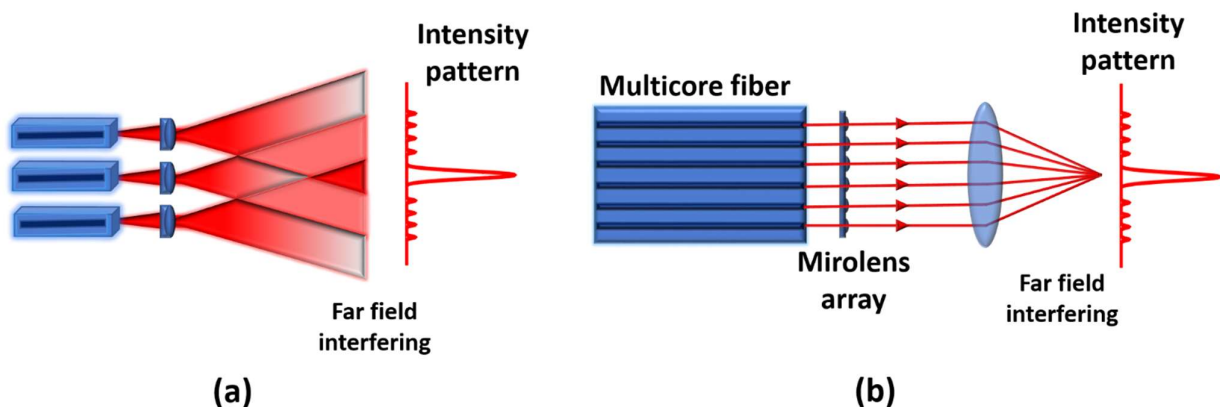 Intensity
pattern
Far field
interfering
(a)
Multicore fiber
Mirolens
array
Intensity
pattern
Far field
interfering
(b)